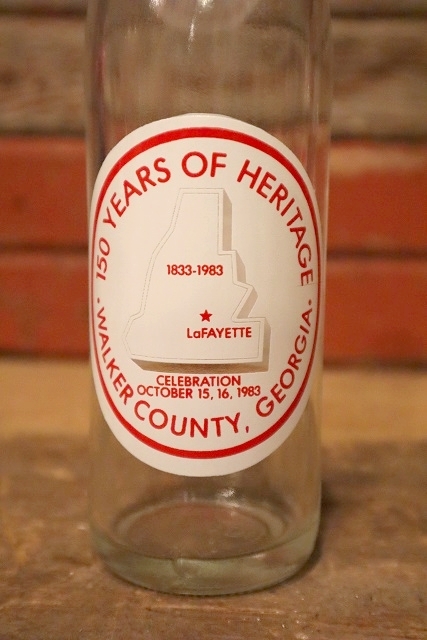 150 YEARS OF HERITAGE
1833-1983
LaFAYETTE
CELEBRATION
OCTOBER 15, 16, 1983
·WALKER COUNTY, GEORGIA·